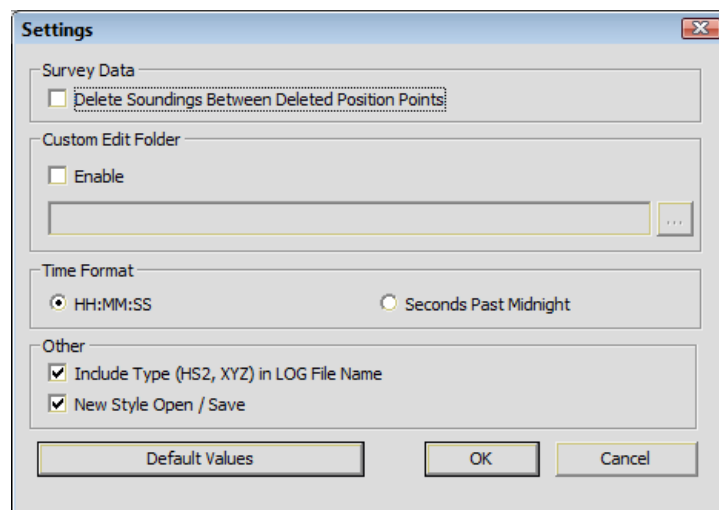 Settings
Survey Data
Delete Soundings Between Deleted Position Points
Custom Edit Folder
Enable
...
Time Format
HH:MM:SS
Seconds Past Midnight
Other
Include Type (HS2, XYZ) in LOG File Name
New Style Open / Save
Default Values
OK
Cancel